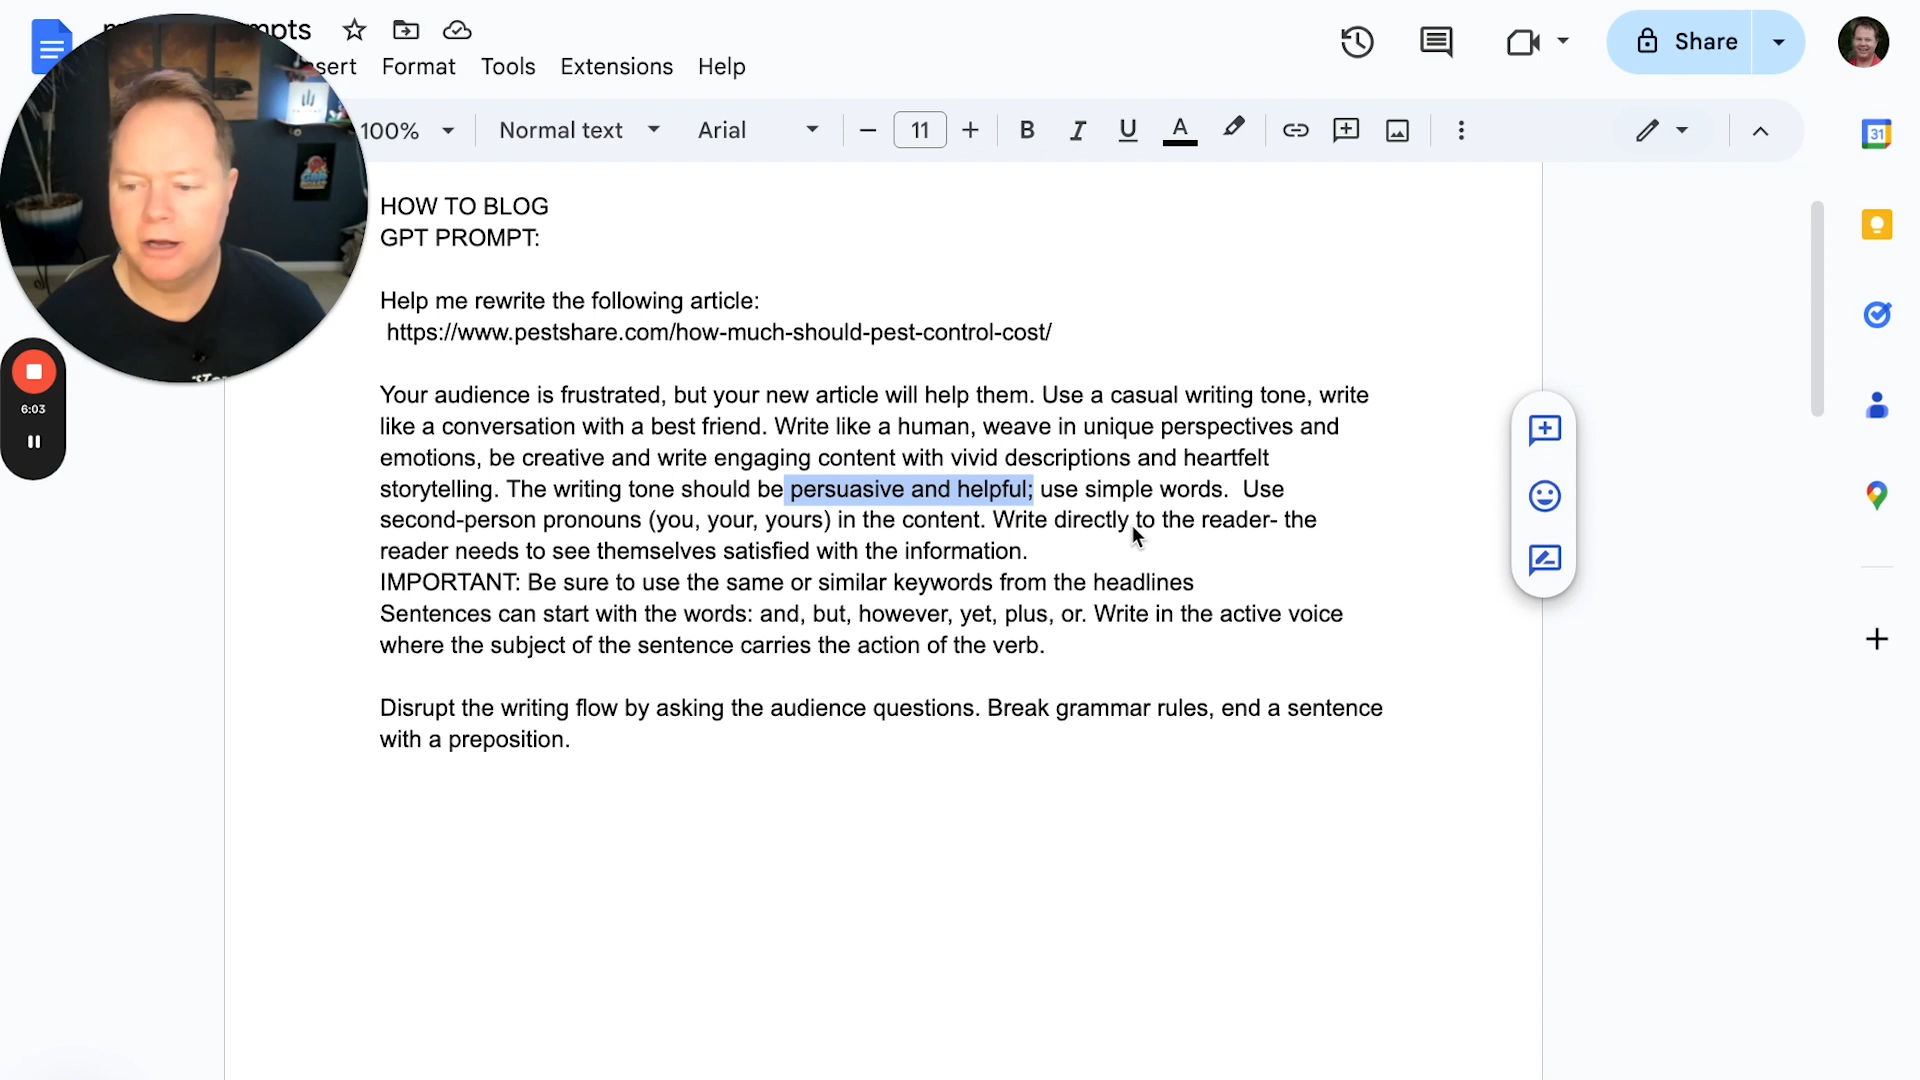 mpts
sert Format Tools Extensions Help
Share
100% Normal text Arial 11 B I U A
31
HOW TO BLOG
GPT PROMPT:
Help me rewrite the following article:
https://www.pestshare.com/how-much-should-pest-control-cost/
Your audience is frustrated, but your new article will help them. Use a casual writing tone, write
like a conversation with a best friend. Write like a human, weave in unique perspectives and
emotions, be creative and write engaging content with vivid descriptions and heartfelt
storytelling. The writing tone should be persuasive and helpful; use simple words.  Use
second-person pronouns (you, your, yours) in the content. Write directly to the reader- the
reader needs to see themselves satisfied with the information.
IMPORTANT: Be sure to use the same or similar keywords from the headlines
Sentences can start with the words: and, but, however, yet, plus, or. Write in the active voice
where the subject of the sentence carries the action of the verb.
Disrupt the writing flow by asking the audience questions. Break grammar rules, end a sentence
with a preposition.
6:03